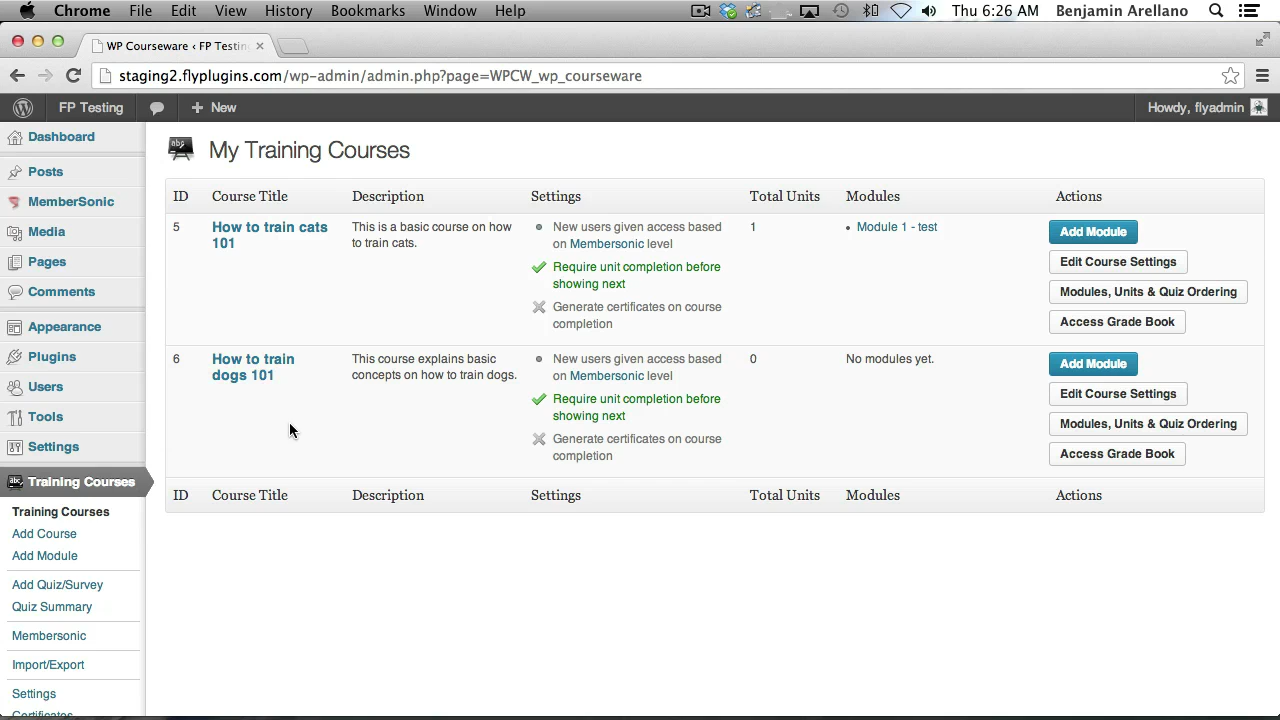 Chrome File Edit View History Bookmarks Window Help Thu 6:26 AM Benjamin Arellano
WP Courseware ‹ FP Testin
staging2.flyplugins.com/wp-admin/admin.php?page=WPCW_wp_courseware
FP Testing + New Howdy, flyadmin
Dashboard
Posts
MemberSonic
Media
Pages
Comments
Appearance
Plugins
Users
Tools
Settings
abc Training Courses
Training Courses
Add Course
Add Module
Add Quiz/Survey
Quiz Summary
Membersonic
Import/Export
Settings
Certificates
abc My Training Courses
ID Course Title Description Settings Total Units Modules Actions
5 How to train cats This is a basic course on how New users given access based 1 • Module 1 - test Add Module
101 to train cats. on Membersonic level
Require unit completion before Edit Course Settings
showing next
Modules, Units & Quiz Ordering
Generate certificates on course
completion Access Grade Book
6 How to train This course explains basic New users given access based 0 No modules yet. Add Module
dogs 101 concepts on how to train dogs. on Membersonic level
Require unit completion before Edit Course Settings
showing next
Modules, Units & Quiz Ordering
Generate certificates on course
completion Access Grade Book
ID Course Title Description Settings Total Units Modules Actions